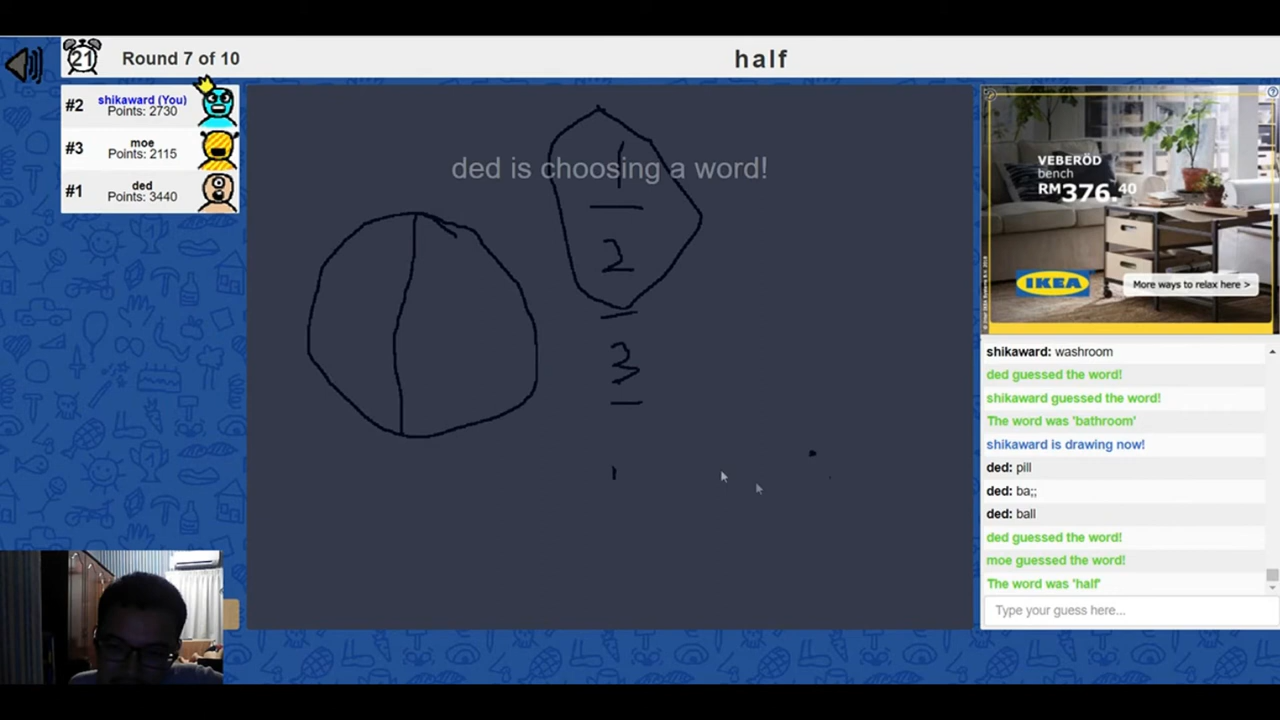 21
Round 7 of 10
half
#2 shikaward (You)
Points: 2730
#3 moe
Points: 2115
#1 ded
Points: 3440
ded is choosing a word!
1
2
3
1
VEBERÖD
bench
RM376.40
IKEA
More ways to relax here >
shikaward: washroom
ded guessed the word!
shikaward guessed the word!
The word was 'bathroom'
shikaward is drawing now!
ded: pill
ded: ba;;
ded: ball
ded guessed the word!
moe guessed the word!
The word was 'half'
Type your guess here...